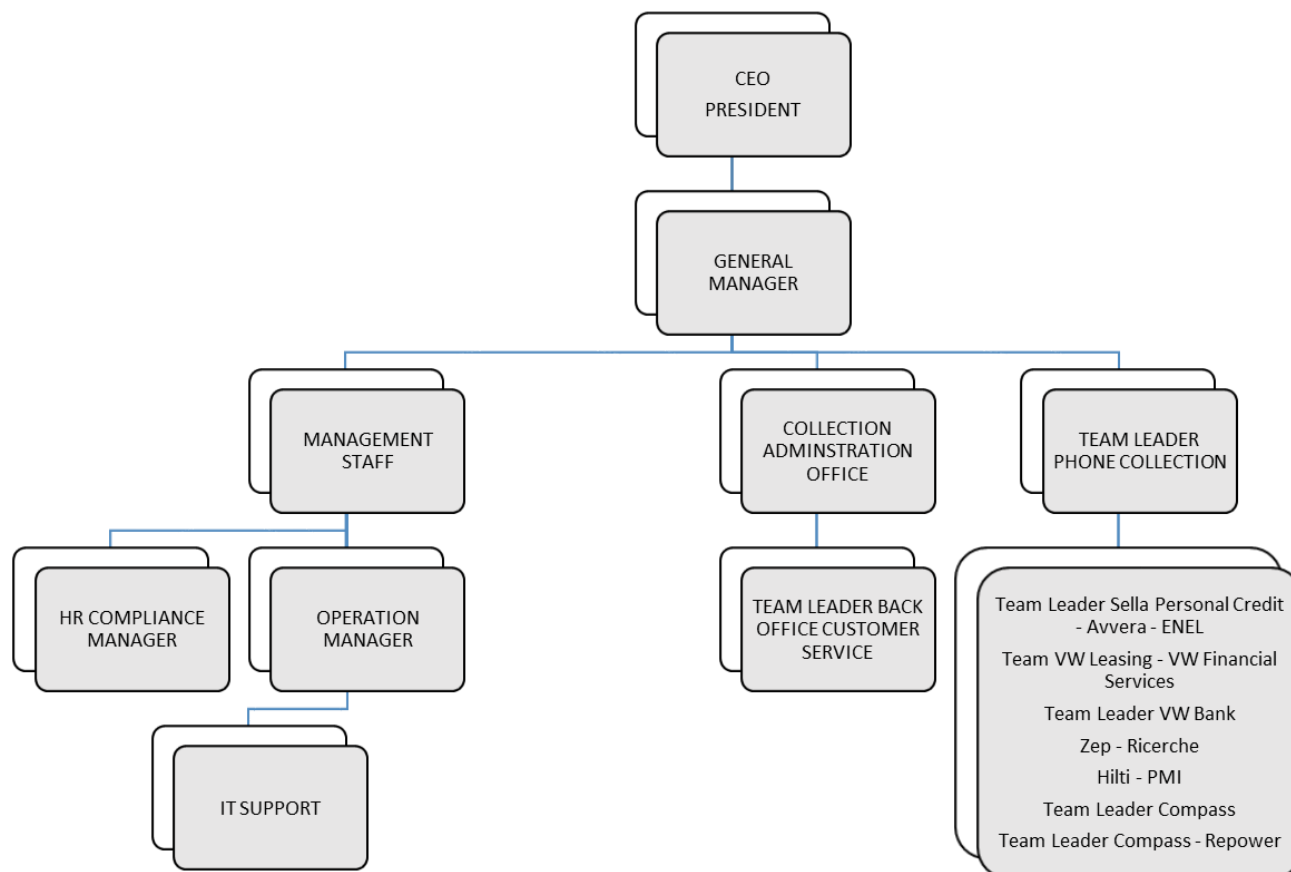 CEO
PRESIDENT
GENERAL
MANAGER
MANAGEMENT
STAFF
COLLECTION
ADMINSTRATION
OFFICE
TEAM LEADER
PHONE COLLECTION
HR COMPLIANCE
MANAGER
OPERATION
MANAGER
TEAM LEADER BACK
OFFICE CUSTOMER
SERVICE
Team Leader Sella Personal Credit
- Avvera - ENEL
Team VW Leasing - VW Financial
Services
Team Leader VW Bank
Zep - Ricerche
Hilti - PMI
Team Leader Compass
Team Leader Compass - Repower
IT SUPPORT